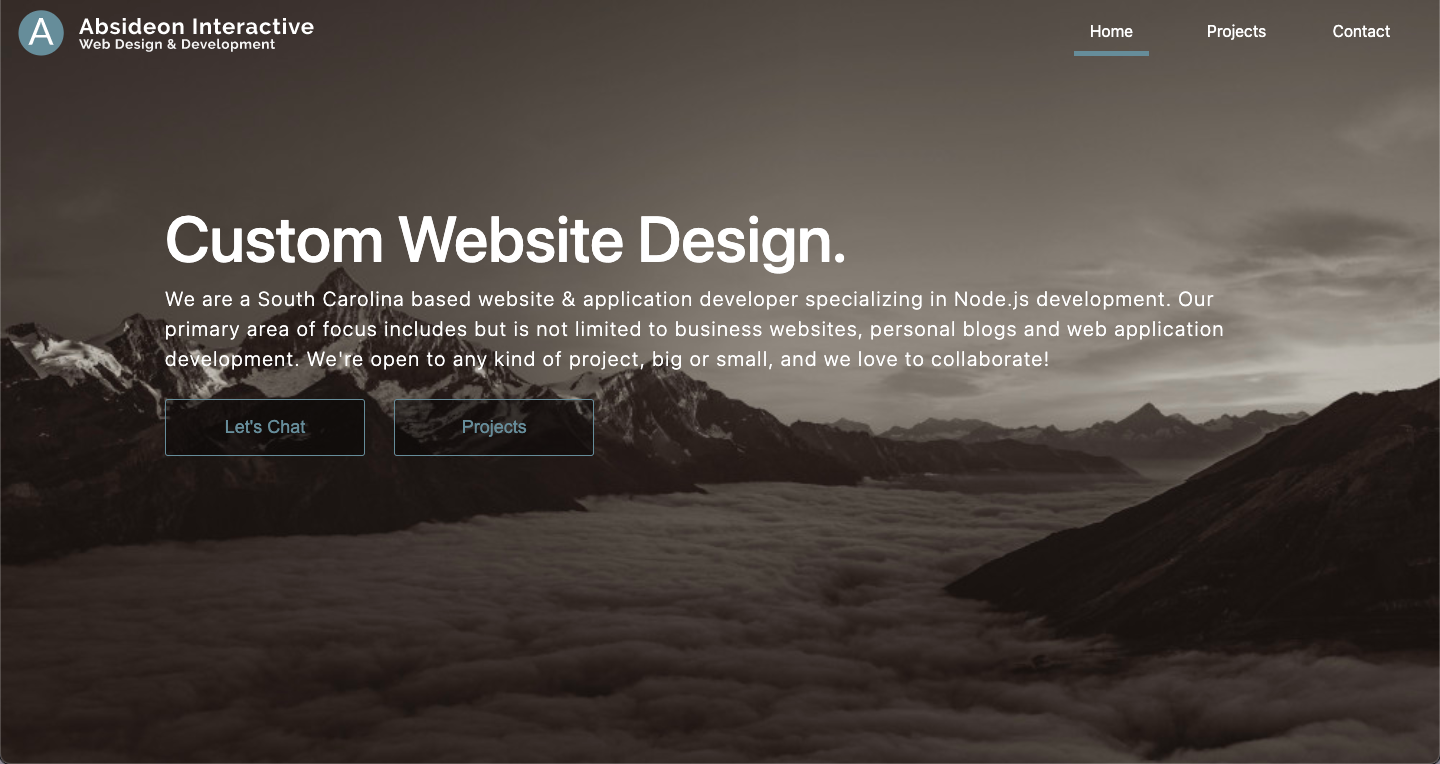 A
Absideon Interactive
Web Design & Development
Home
Projects
Contact
Custom Website Design.
We are a South Carolina based website & application developer specializing in Node.js development. Our
primary area of focus includes but is not limited to business websites, personal blogs and web application
development. We're open to any kind of project, big or small, and we love to collaborate!
Let's Chat
Projects